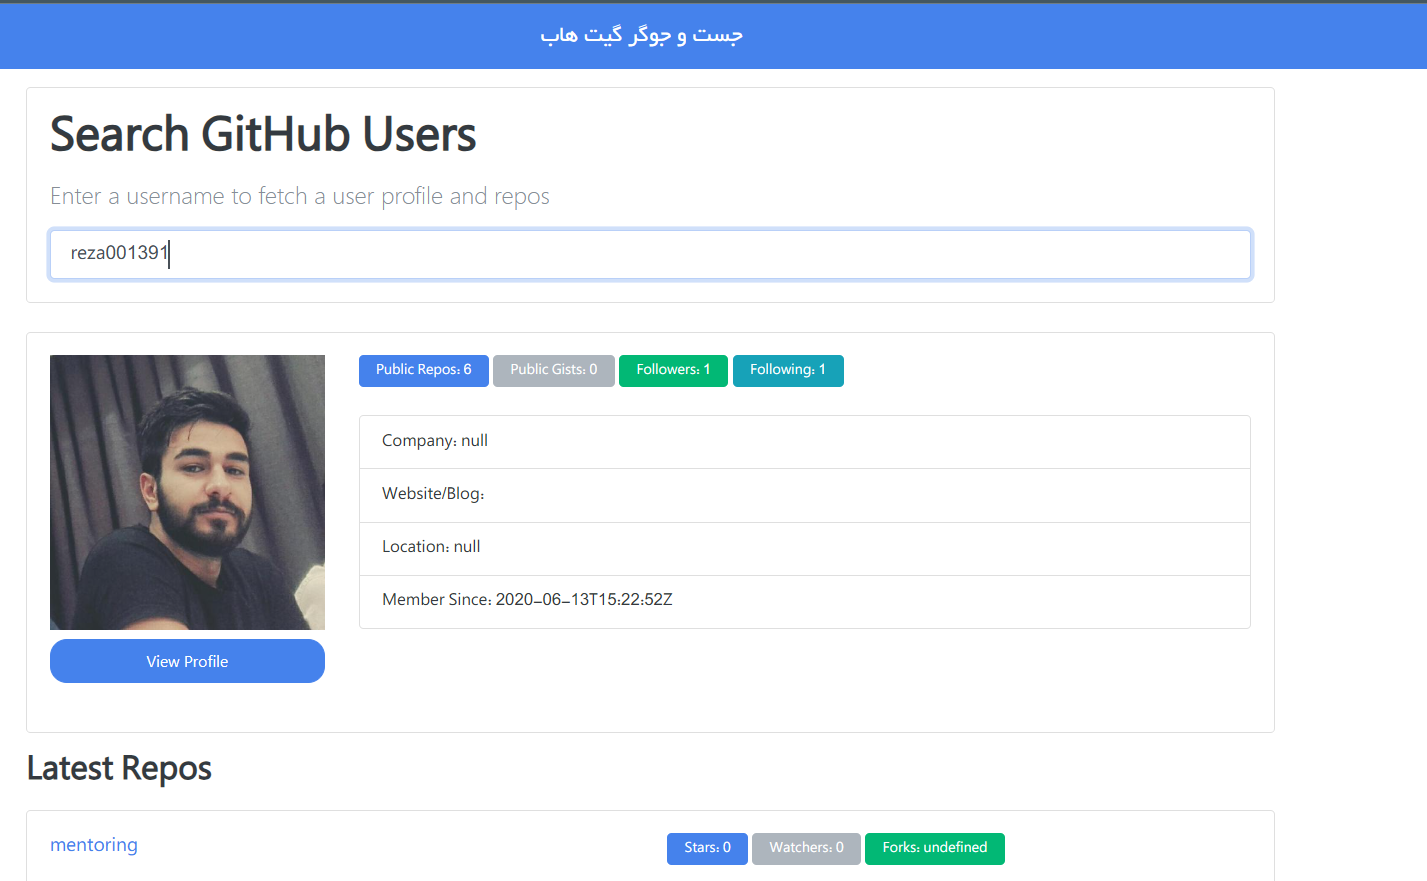 جست و جوگر گیت هاب
Search GitHub Users
Enter a username to fetch a user profile and repos
reza001391
Public Repos: 6 Public Gists: 0 Followers: 1 Following: 1
Company: null
Website/Blog:
Location: null
Member Since: 2020-06-13T15:22:52Z
View Profile
Latest Repos
mentoring Stars: 0 Watchers: 0 Forks: undefined